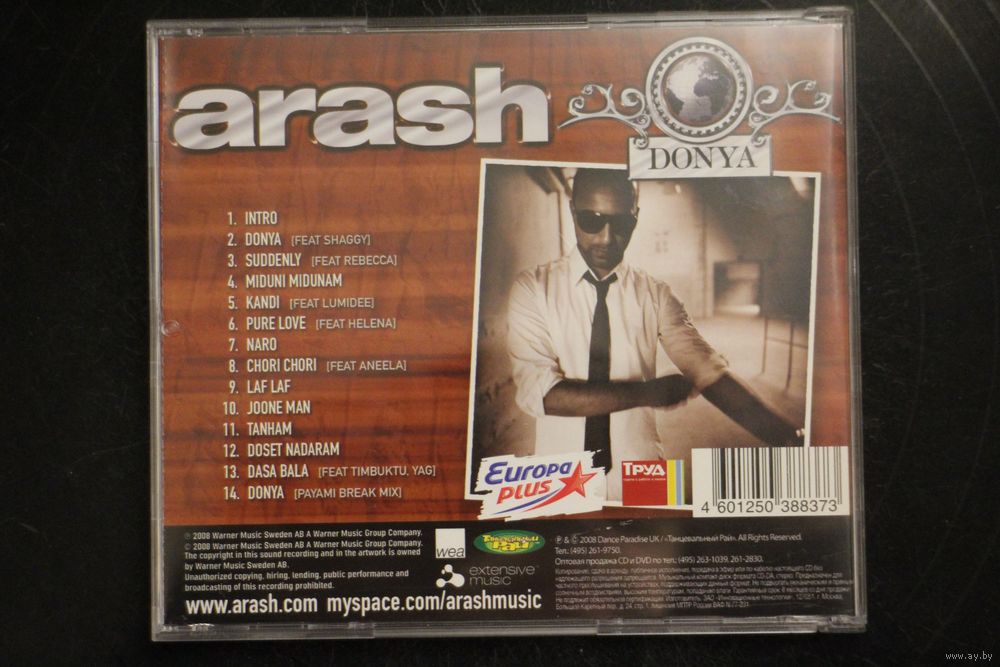 arash
DONYA
1. INTRO
2. DONYA [FEAT SHAGGY]
3. SUDDENLY [FEAT REBECCA]
4. MIDUNI MIDUNAM
5. KANDI [FEAT LUMIDEE]
6. PURE LOVE [FEAT HELENA]
7. NARO
8. CHORI CHORI [FEAT ANEELA]
9. LAF LAF
10. JOONE MAN
11. TANHAM
12. DOSET NADARAM
13. DASA BALA [FEAT TIMBUKTU, YAG]
14. DONYA [PAYAMI BREAK MIX]
EUROPA PLUS
ТРУД
4 601250 388373
℗ 2008 Warner Music Sweden AB A Warner Music Group Company.
© 2008 Warner Music Sweden AB A Warner Music Group Company.
The copyright in this sound recording and in the artwork is owned
by Warner Music Sweden AB.
Unauthorized copying, hiring, lending, public performance and
broadcasting of this recording prohibited.
www.arash.com myspace.com/arashmusic
wea
Танцевальный Рай
extensive music
℗ & © 2008 Dance Paradise UK / «Танцевальный Рай». All Rights Reserved.
Тел.: (495) 261-9750.
Оптовая продажа CD и DVD по тел.: (495) 263-1039, 261-2830.
www.ay.by